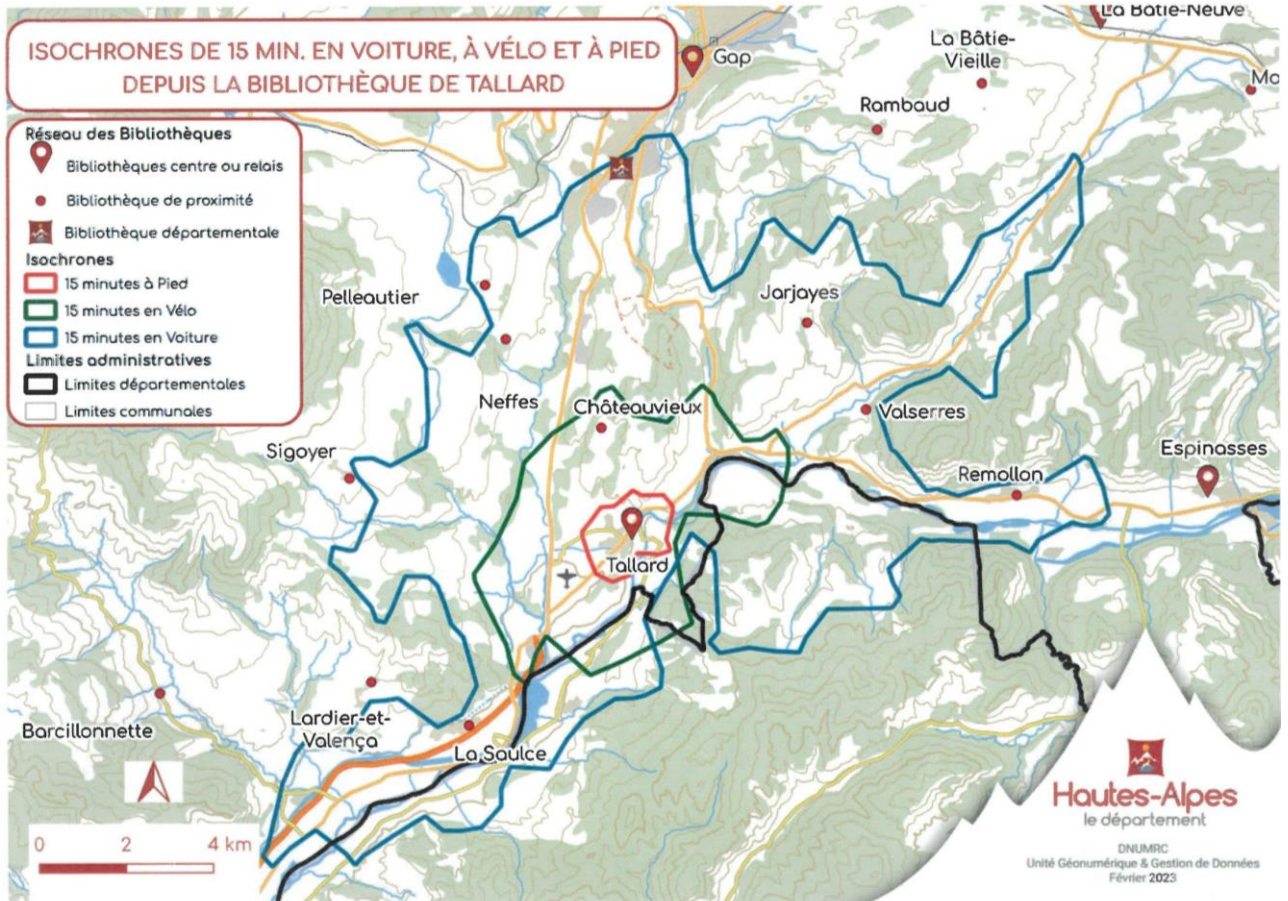 ISOCHRONES DE 15 MIN. EN VOITURE, À VÉLO ET À PIED
DEPUIS LA BIBLIOTHÈQUE DE TALLARD
Réseau des Bibliothèques
Bibliothèques centre ou relais
Bibliothèque de proximité
Bibliothèque départementale
Isochrones
15 minutes à Pied
15 minutes en Vélo
15 minutes en Voiture
Limites administratives
Limites départementales
Limites communales
La Bâtie-Neuve
Gap
La Bâtie-
Vieille
Mo
Rambaud
Pelleautier
Jarjayes
Neffes
Châteauvieux
Valserres
Sigoyer
Espinasses
Remollon
Tallard
Barcillonnette
Lardier-et-
Valença
La Saulce
0 2 4 km
Hautes-Alpes
le département
DNUMRC
Unité Géonumérique & Gestion de Données
Février 2023